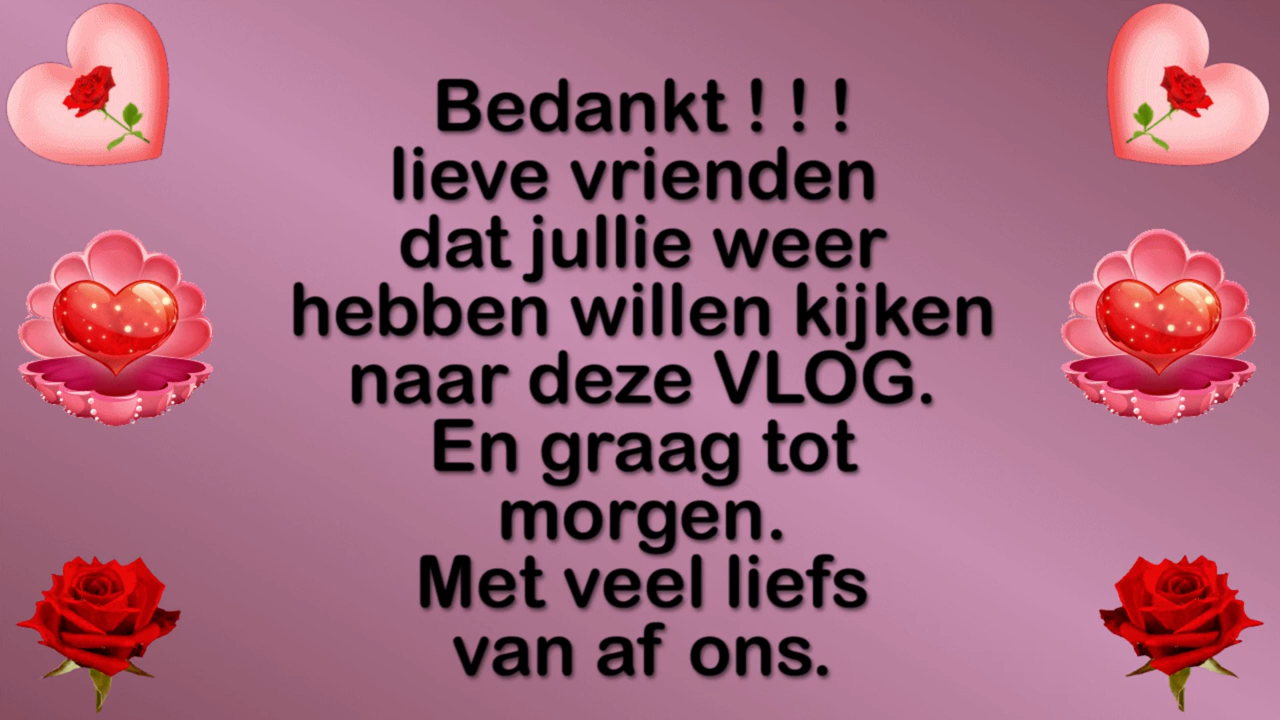 Bedankt ! ! !
lieve vrienden
dat jullie weer
hebben willen kijken
naar deze VLOG.
En graag tot
morgen.
Met veel liefs
van af ons.